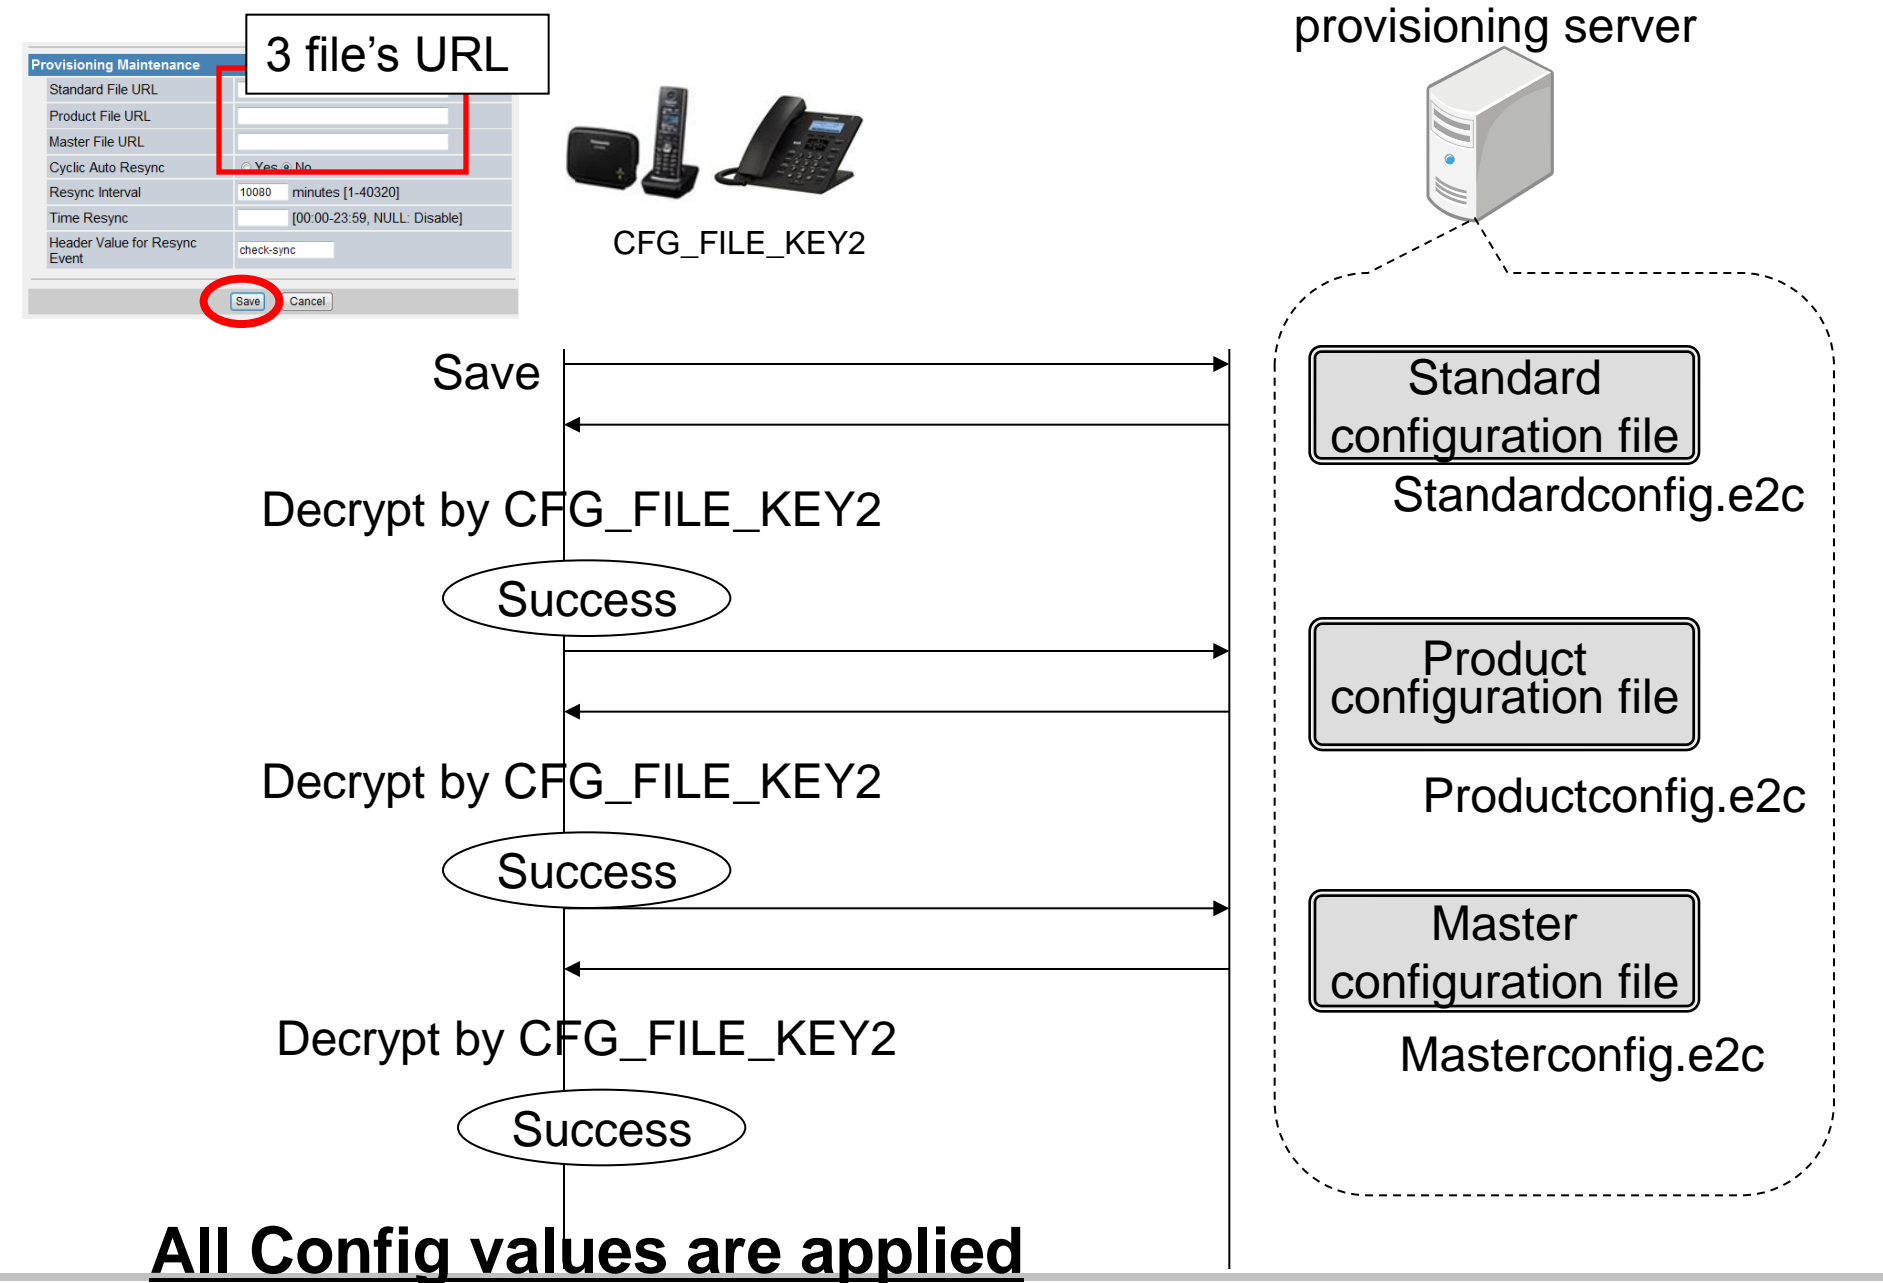 provisioning server
3 file's URL
Provisioning Maintenance
Standard File URL
Product File URL
Master File URL
Cyclic Auto Resync
Yes No
Resync Interval
10080 minutes [1-40320]
Time Resync
[00:00-23:59, NULL: Disable]
Header Value for Resync
Event
check-sync
Save Cancel
CFG_FILE_KEY2
Save
Standard
configuration file
Standardconfig.e2c
Decrypt by CFG_FILE_KEY2
Success
Product
configuration file
Productconfig.e2c
Decrypt by CFG_FILE_KEY2
Success
Master
configuration file
Masterconfig.e2c
Decrypt by CFG_FILE_KEY2
Success
All Config values are applied